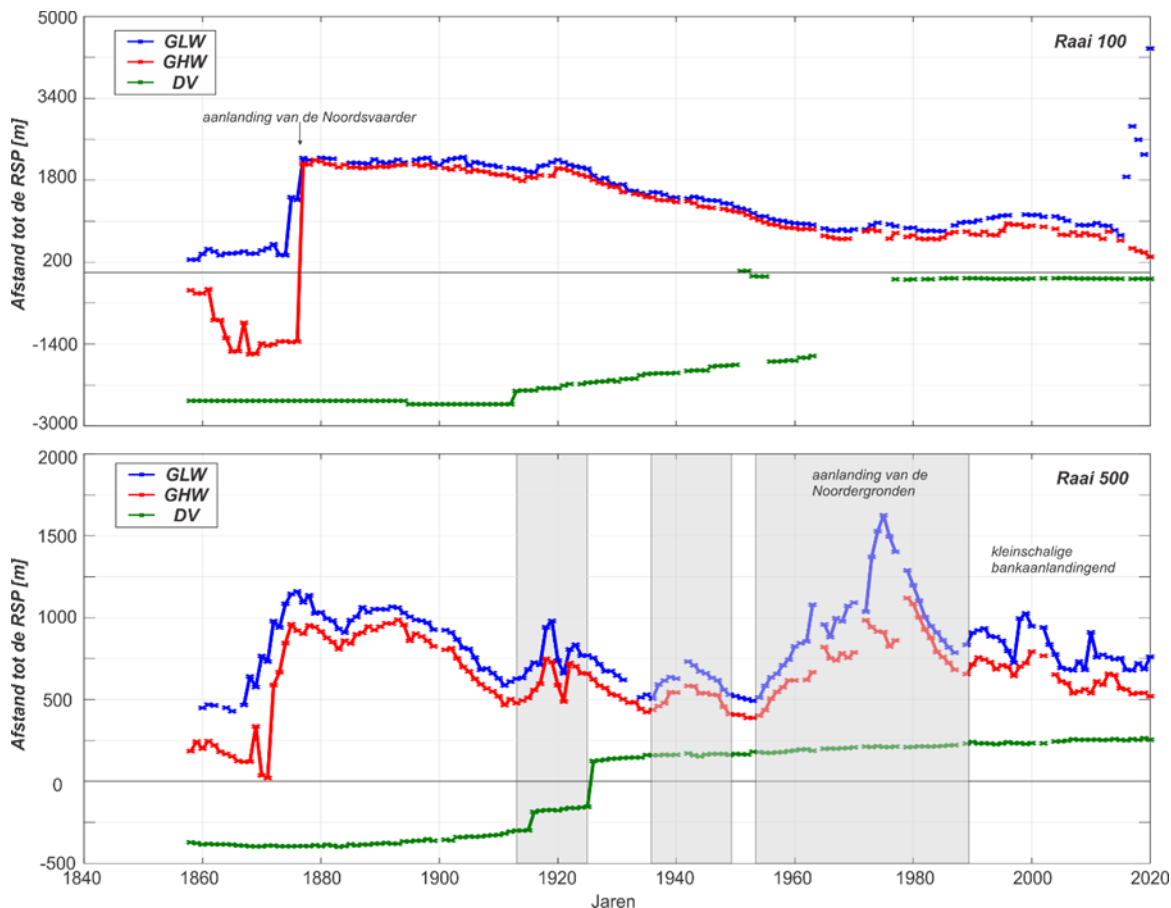 5000
GLW
GHW
DV
Raai 100
3400
aanlanding van de Noordsvaarder
Afstand tot de RSP [m]
1800
200
-1400
-3000
2000
GLW
GHW
DV
aanlanding van de
Noordergronden
Raai 500
1500
kleinschalige
bankaanlandingend
Afstand tot de RSP [m]
1000
500
0
-500
1840 1860 1880 1900 1920 1940 1960 1980 2000 2020
Jaren